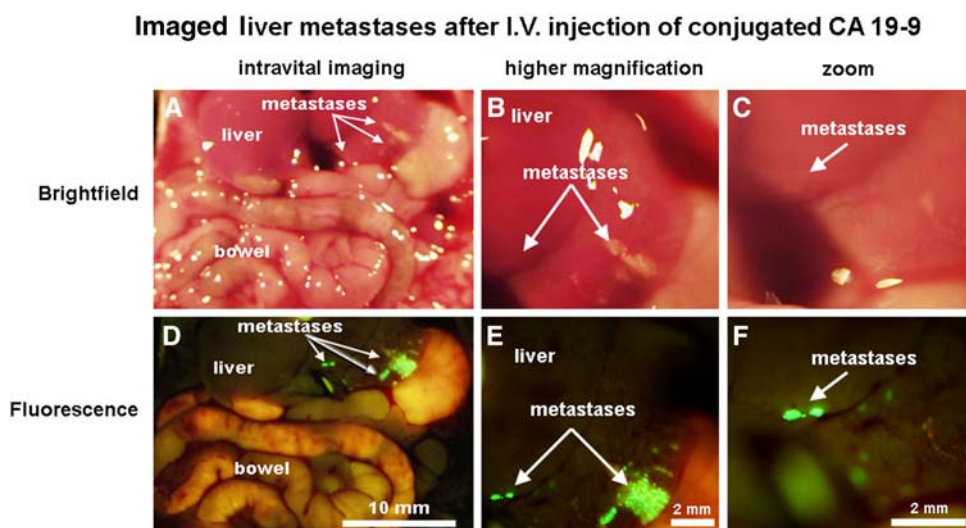 Imaged liver metastases after I.V. injection of conjugated CA 19-9
intravital imaging
higher magnification
zoom
Brightfield
A
metastases
liver
bowel
B
liver
metastases
C
metastases
Fluorescence
D
metastases
liver
bowel
10 mm
E
liver
metastases
2 mm
F
metastases
2 mm